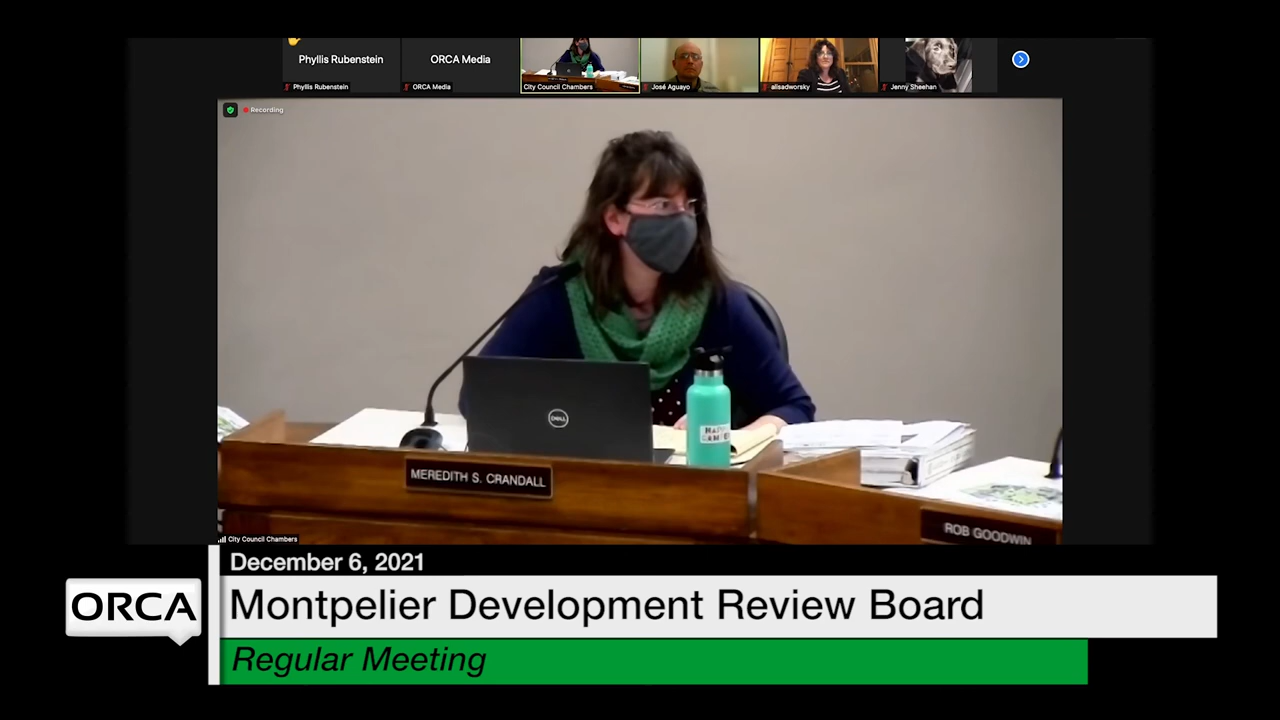 Phyllis Rubenstein
ORCA Media
Phyllis Rubenstein
ORCA Media
City Council Chambers
José Aguayo
alisadworsky
Jenny Sheehan
Recording
DELL
MEREDITH S. CRANDALL
ROB GOODWIN
City Council Chambers
December 6, 2021
ORCA
Montpelier Development Review Board
Regular Meeting